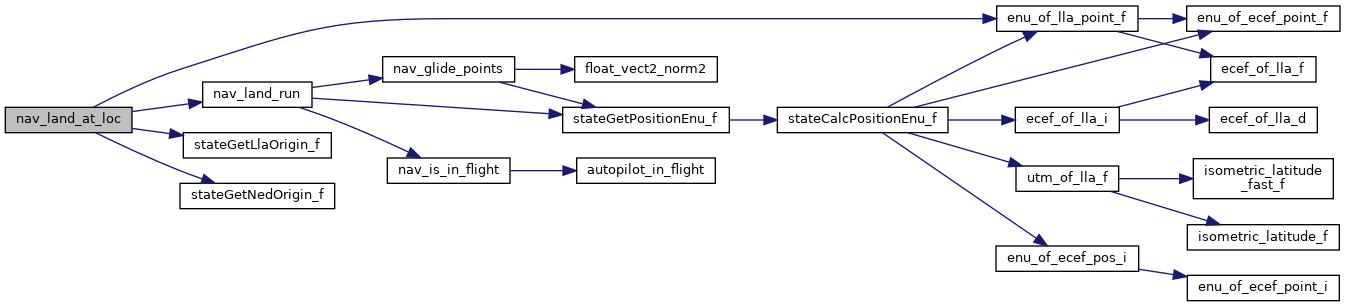 nav_land_at_loc
nav_land_run
stateGetLlaOrigin_f
stateGetNedOrigin_f
nav_glide_points
nav_is_in_flight
float_vect2_norm2
stateGetPositionEnu_f
autopilot_in_flight
stateCalcPositionEnu_f
enu_of_lla_point_f
ecef_of_lla_i
utm_of_lla_f
enu_of_ecef_pos_i
enu_of_ecef_point_f
ecef_of_lla_f
ecef_of_lla_d
isometric_latitude
_fast_f
isometric_latitude_f
enu_of_ecef_point_i